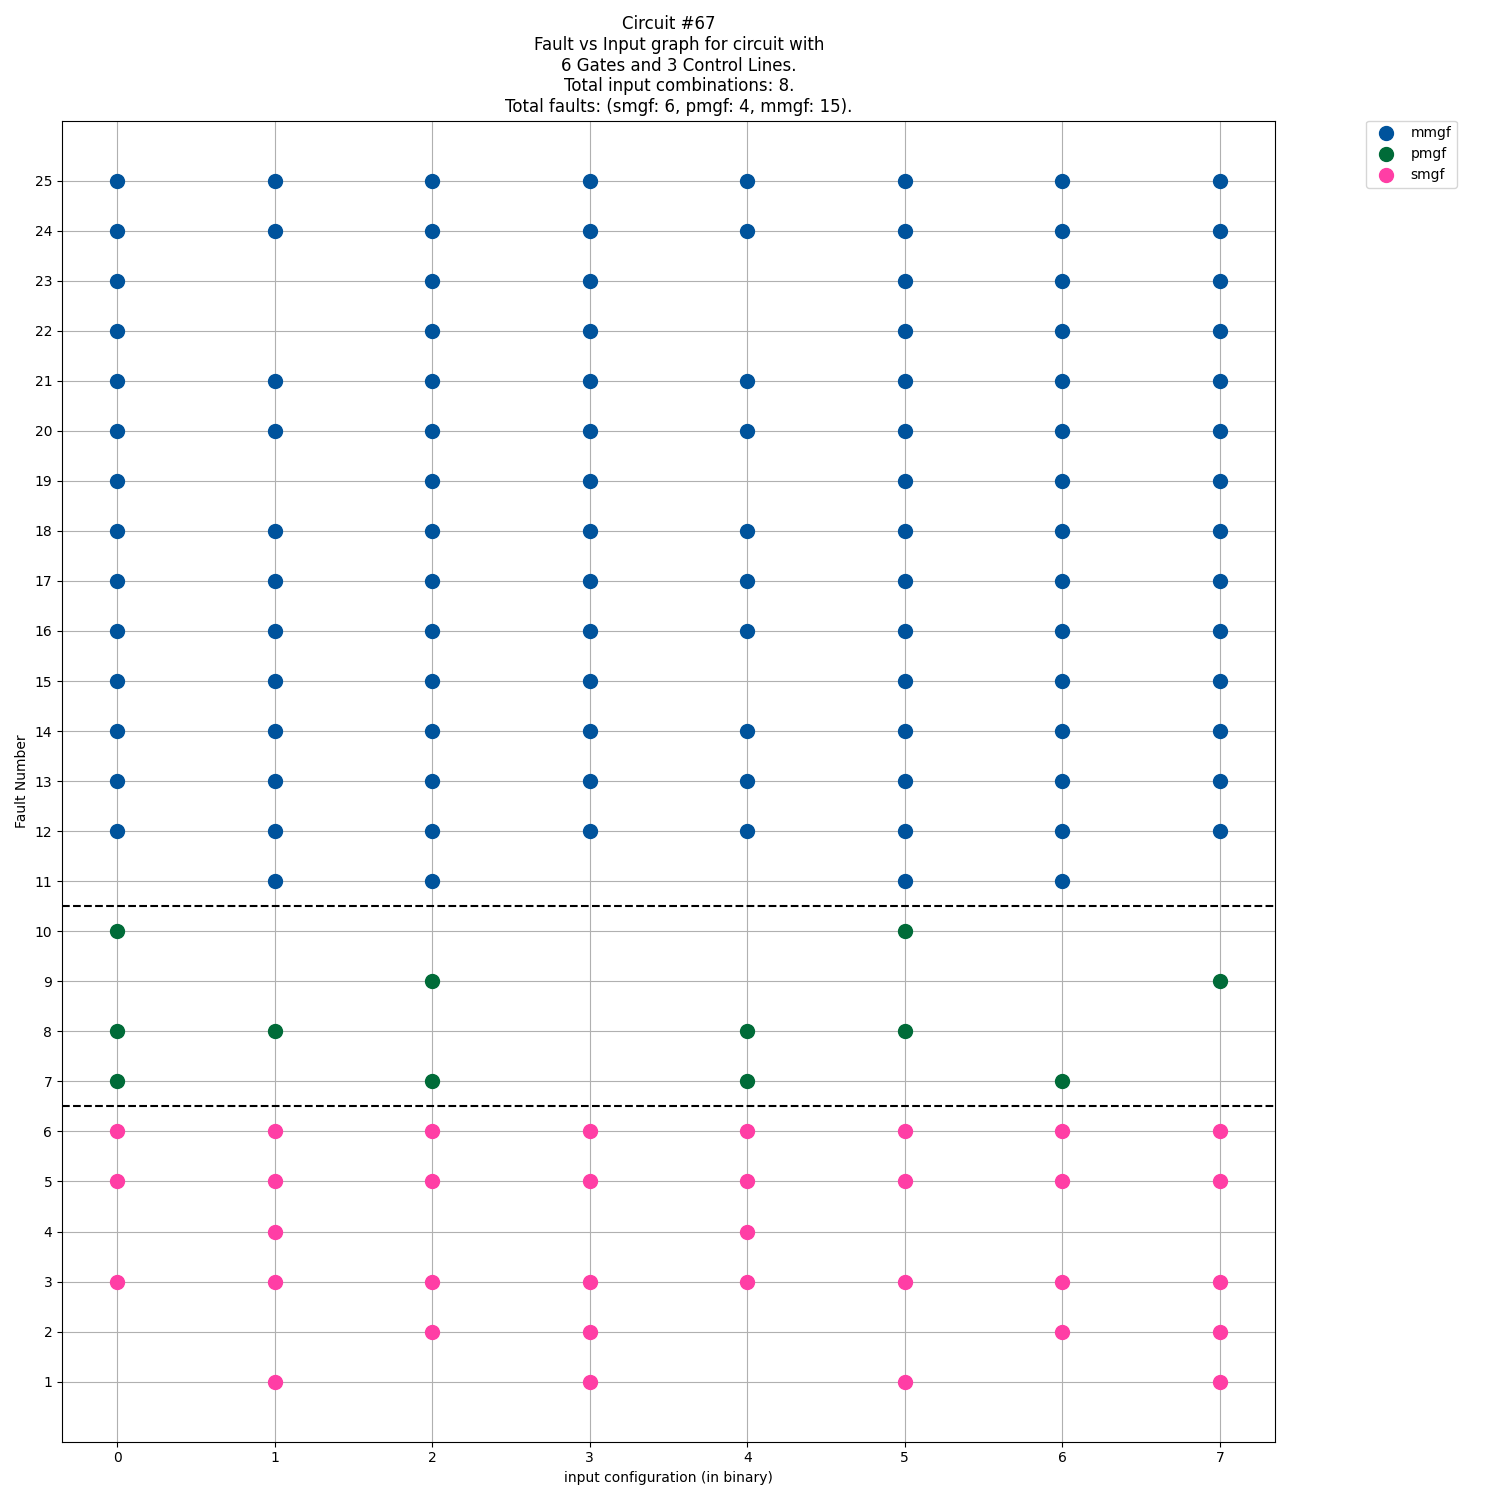 Circuit #67
Fault vs Input graph for circuit with
6 Gates and 3 Control Lines.
Total input combinations: 8.
Total faults: (smgf: 6, pmgf: 4, mmgf: 15).
mmgf
pmgf
smgf
25
24
23
22
21
20
19
18
17
16
15
14
13
12
11
10
9
8
7
6
5
4
3
2
1
Fault Number
0 1 2 3 4 5 6 7
input configuration (in binary)